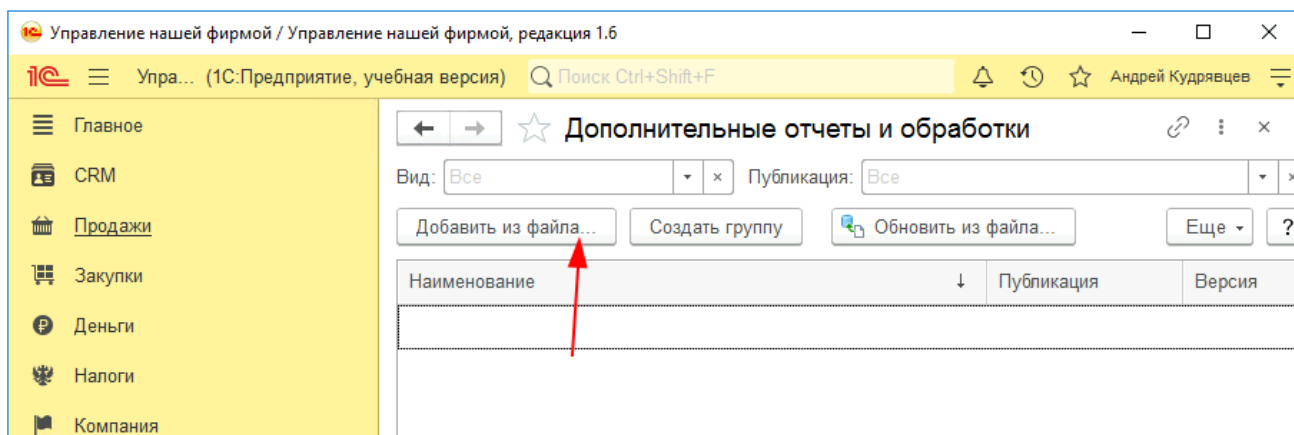 Управление нашей фирмой / Управление нашей фирмой, редакция 1.6
1С Упра... (1С:Предприятие, учебная версия) Поиск Ctrl+Shift+F Андрей Кудрявцев
Главное
Дополнительные отчеты и обработки
CRM
Вид: Все Публикация: Все
Продажи
Добавить из файла... Создать группу Обновить из файла... Еще ?
Закупки
Наименование Публикация Версия
Деньги
Налоги
Компания